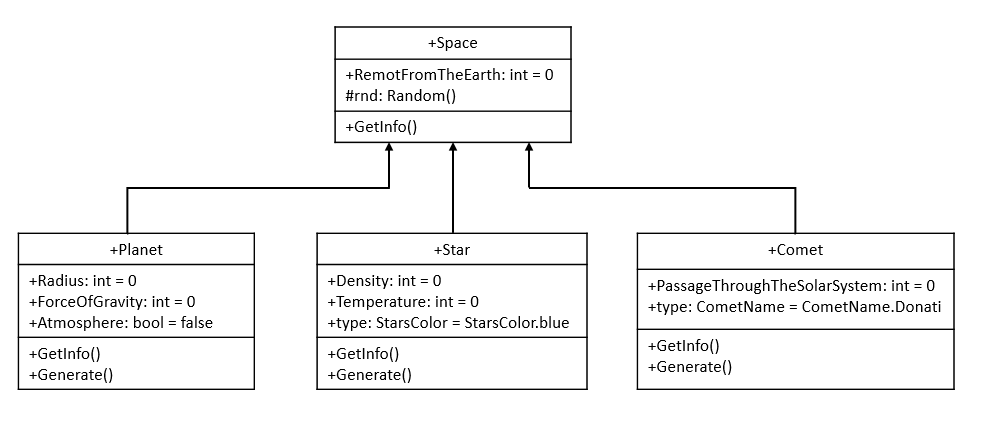 +Space
+RemotFromTheEarth: int = 0
#rnd: Random()
+GetInfo()
+Planet
+Radius: int = 0
+ForceOfGravity: int = 0
+Atmosphere: bool = false
+GetInfo()
+Generate()
+Star
+Density: int = 0
+Temperature: int = 0
+type: StarsColor = StarsColor.blue
+GetInfo()
+Generate()
+Comet
+PassageThroughTheSolarSystem: int = 0
+type: CometName = CometName.Donati
+GetInfo()
+Generate()